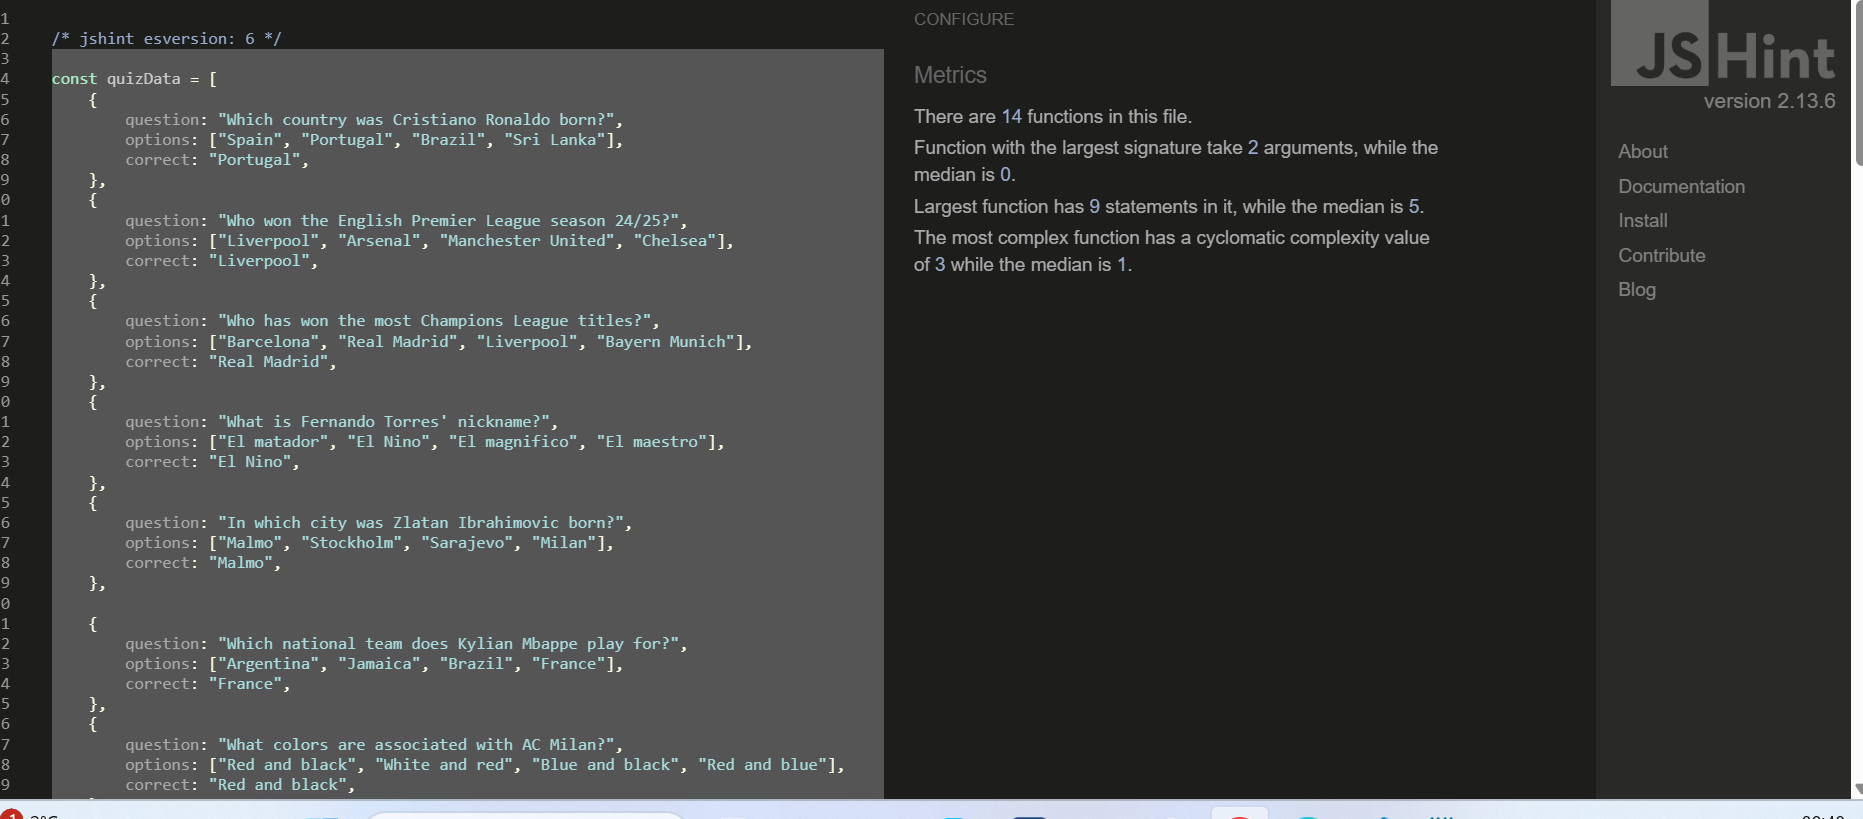 1
2 /* jshint esversion: 6 */
3
4 const quizData = [
5 {
6 question: "Which country was Cristiano Ronaldo born?",
7 options: ["Spain", "Portugal", "Brazil", "Sri Lanka"],
8 correct: "Portugal",
9 },
0 {
1 question: "Who won the English Premier League season 24/25?",
2 options: ["Liverpool", "Arsenal", "Manchester United", "Chelsea"],
3 correct: "Liverpool",
4 },
5 {
6 question: "Who has won the most Champions League titles?",
7 options: ["Barcelona", "Real Madrid", "Liverpool", "Bayern Munich"],
8 correct: "Real Madrid",
9 },
0 {
1 question: "What is Fernando Torres' nickname?",
2 options: ["El matador", "El Nino", "El magnifico", "El maestro"],
3 correct: "El Nino",
4 },
5 {
6 question: "In which city was Zlatan Ibrahimovic born?",
7 options: ["Malmo", "Stockholm", "Sarajevo", "Milan"],
8 correct: "Malmo",
9 },
0
1 {
2 question: "Which national team does Kylian Mbappe play for?",
3 options: ["Argentina", "Jamaica", "Brazil", "France"],
4 correct: "France",
5 },
6 {
7 question: "What colors are associated with AC Milan?",
8 options: ["Red and black", "White and red", "Blue and black", "Red and blue"],
9 correct: "Red and black",
CONFIGURE
Metrics
There are 14 functions in this file.
Function with the largest signature take 2 arguments, while the
median is 0.
Largest function has 9 statements in it, while the median is 5.
The most complex function has a cyclomatic complexity value
of 3 while the median is 1.
JSHint
version 2.13.6
About
Documentation
Install
Contribute
Blog